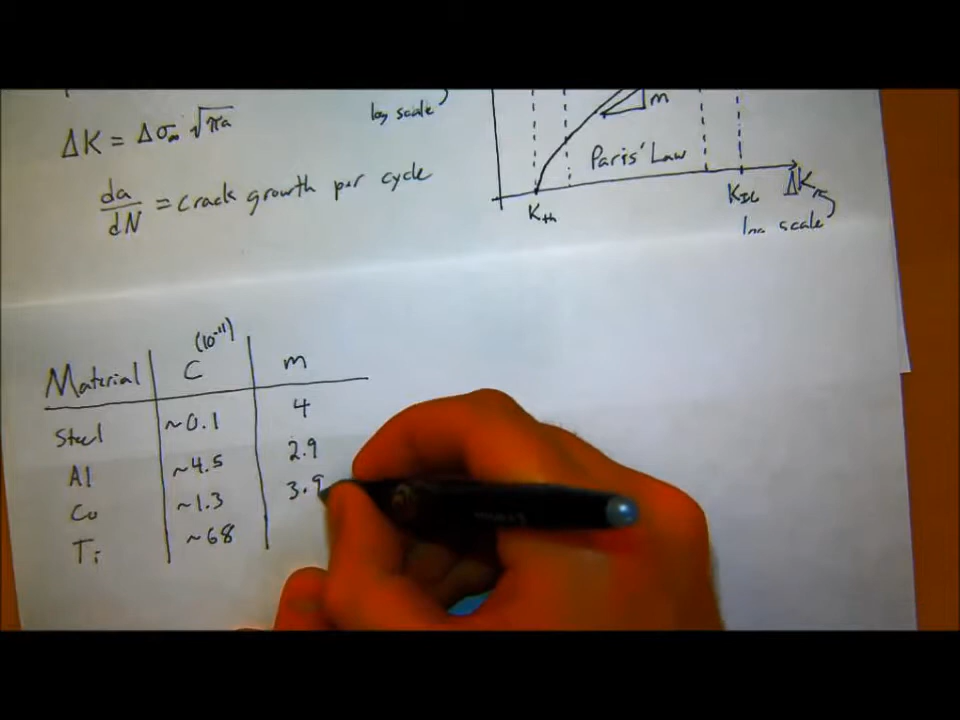 ΔK = Δσ∞ √πa
log scale
m
Paris' Law
da/dN = crack growth per cycle
Kth
KIC
ΔK
log scale
Material C (10⁻¹¹) m
Steel ~0.1 4
Al ~4.5 2.9
Cu ~1.3 3.9
Ti ~68